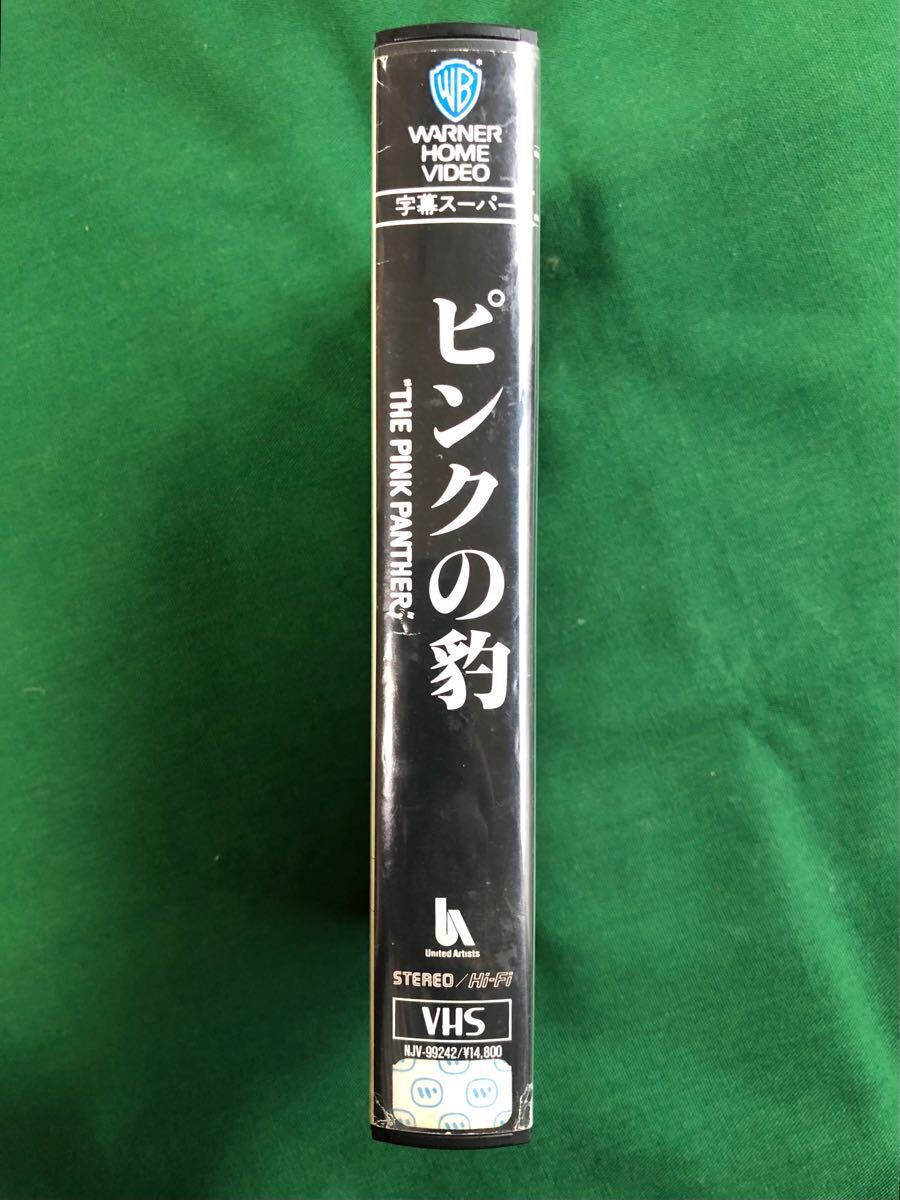 WB
WARNER
HOME
VIDEO
字幕スーパー
ピンクの豹
"THE PINK PANTHER"
United Artists
STEREO/Hi-Fi
VHS
NJV-99242/¥14,800